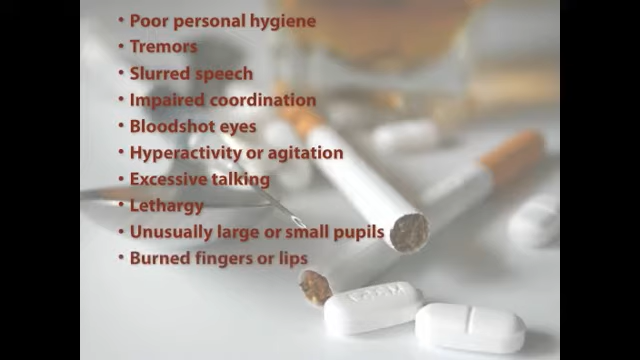 • Poor personal hygiene
• Tremors
• Slurred speech
• Impaired coordination
• Bloodshot eyes
• Hyperactivity or agitation
• Excessive talking
• Lethargy
• Unusually large or small pupils
• Burned fingers or lips